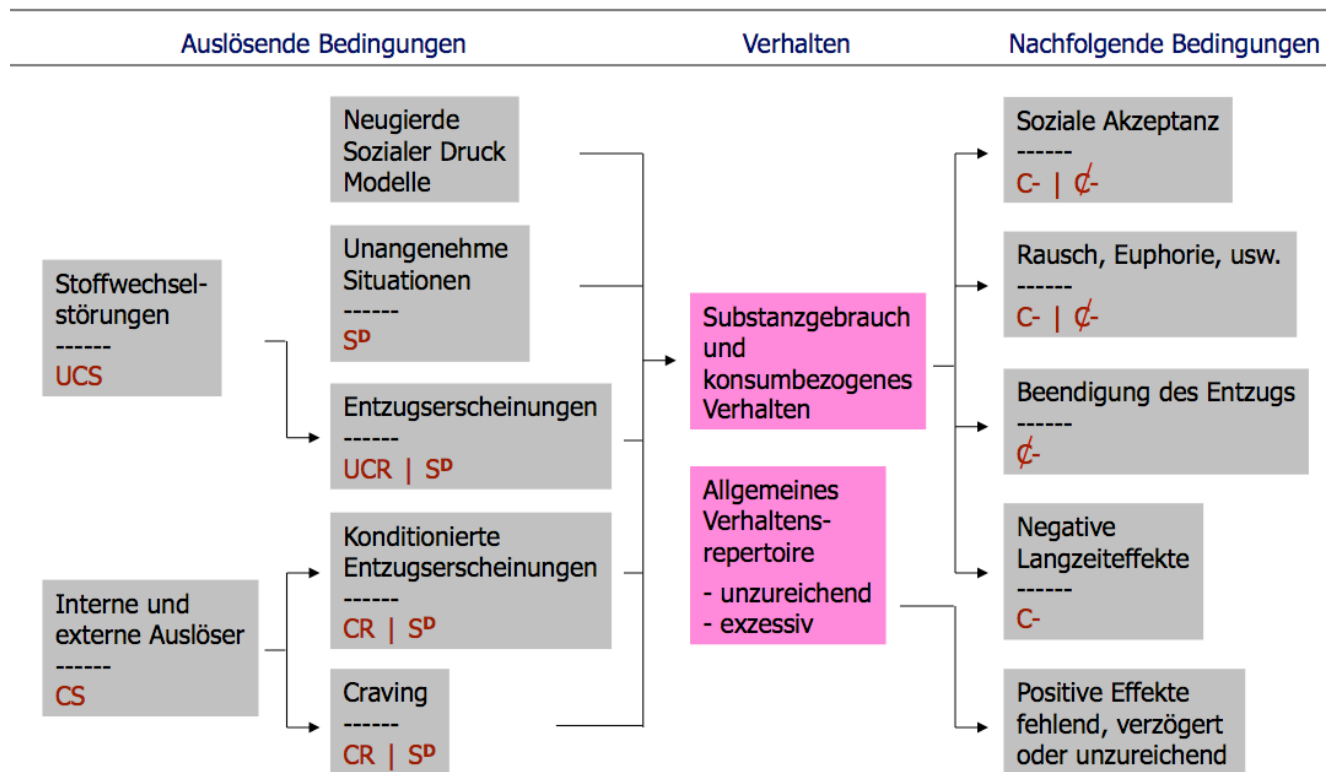 Auslösende Bedingungen
Verhalten
Nachfolgende Bedingungen
Stoffwechsel-
störungen
------
UCS
Interne und
externe Auslöser
------
CS
Neugierde
Sozialer Druck
Modelle
Unangenehme
Situationen
------
Sᴰ
Entzugserscheinungen
------
UCR | Sᴰ
Konditionierte
Entzugserscheinungen
------
CR | Sᴰ
Craving
------
CR | Sᴰ
Substanzgebrauch
und
konsumbezogenes
Verhalten
Allgemeines
Verhaltens-
repertoire
- unzureichend
- exzessiv
Soziale Akzeptanz
------
C- | C̸-
Rausch, Euphorie, usw.
------
C- | C̸-
Beendigung des Entzugs
------
C̸-
Negative
Langzeiteffekte
------
C-
Positive Effekte
fehlend, verzögert
oder unzureichend